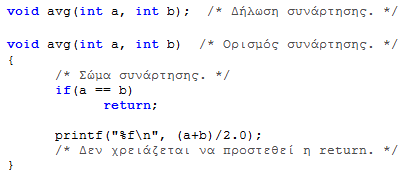 void avg(int a, int b);  /* Δήλωση συνάρτησης. */
void avg(int a, int b)  /* Ορισμός συνάρτησης. */
{
      /* Σώμα συνάρτησης. */
      if(a == b)
            return;
      printf("%f\n", (a+b)/2.0);
      /* Δεν χρειάζεται να προστεθεί η return. */
}